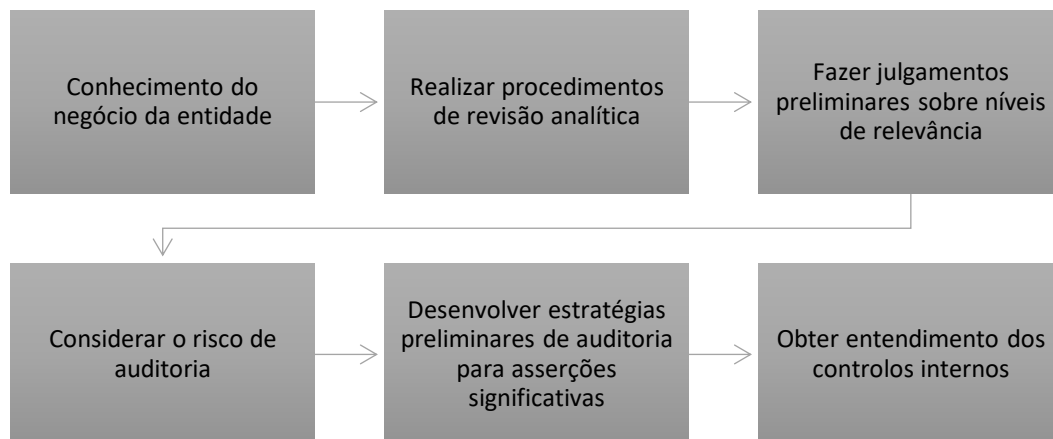 Conhecimento do
negócio da entidade
Realizar procedimentos
de revisão analítica
Fazer julgamentos
preliminares sobre níveis
de relevância
Considerar o risco de
auditoria
Desenvolver estratégias
preliminares de auditoria
para asserções
significativas
Obter entendimento dos
controlos internos